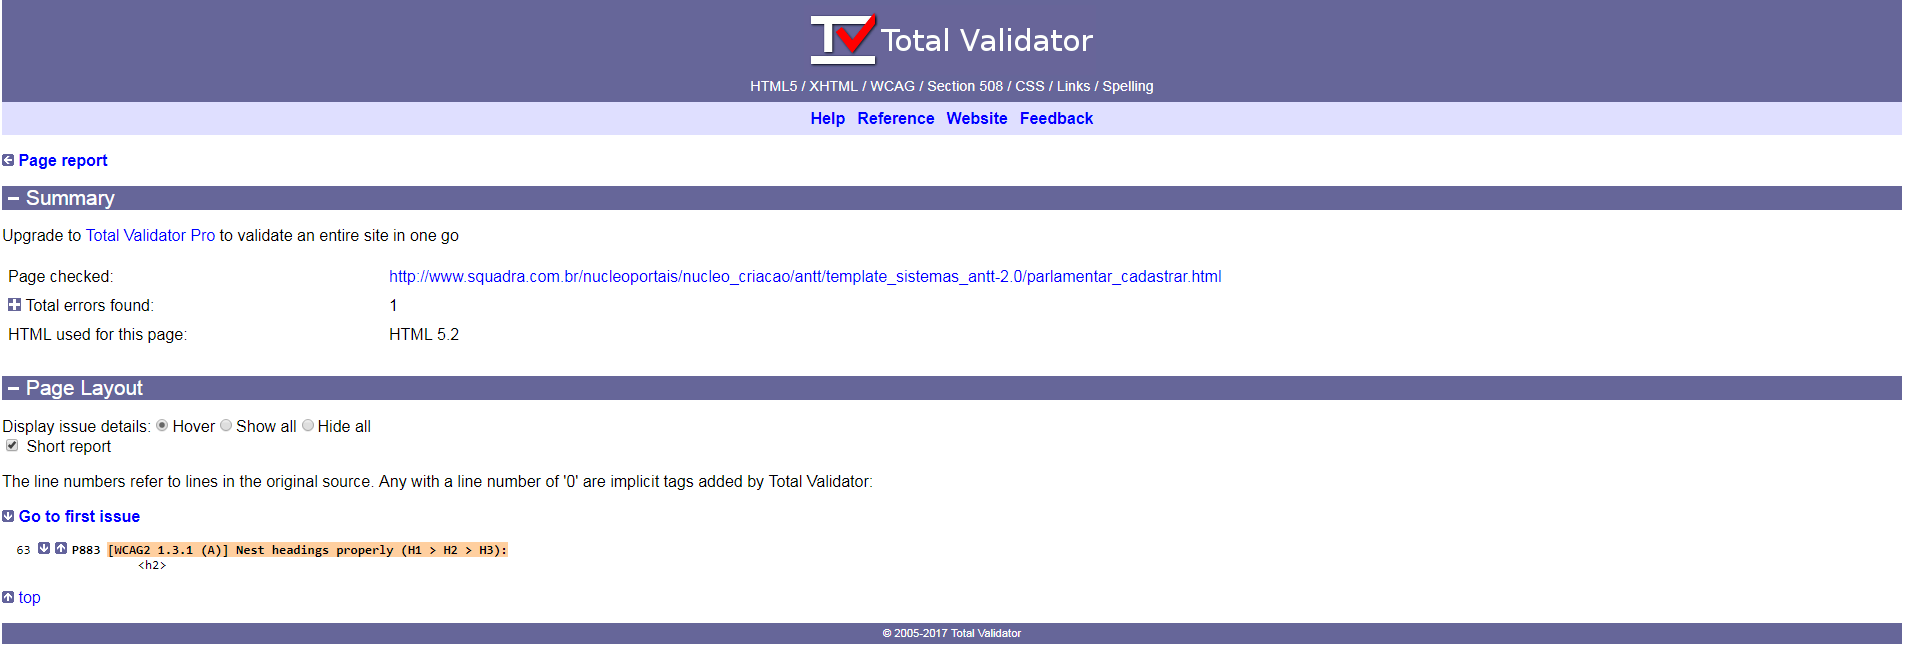 TV Total Validator
HTML5 / XHTML / WCAG / Section 508 / CSS / Links / Spelling
Help Reference Website Feedback
Page report
Summary
Upgrade to Total Validator Pro to validate an entire site in one go
Page checked: http://www.squadra.com.br/nucleoportais/nucleo_criacao/antt/template_sistemas_antt-2.0/parlamentar_cadastrar.html
Total errors found: 1
HTML used for this page: HTML 5.2
Page Layout
Display issue details: Hover Show all Hide all
Short report
The line numbers refer to lines in the original source. Any with a line number of '0' are implicit tags added by Total Validator:
Go to first issue
63 P883 [WCAG2 1.3.1 (A)] Nest headings properly (H1 > H2 > H3):
<h2>
top
© 2005-2017 Total Validator